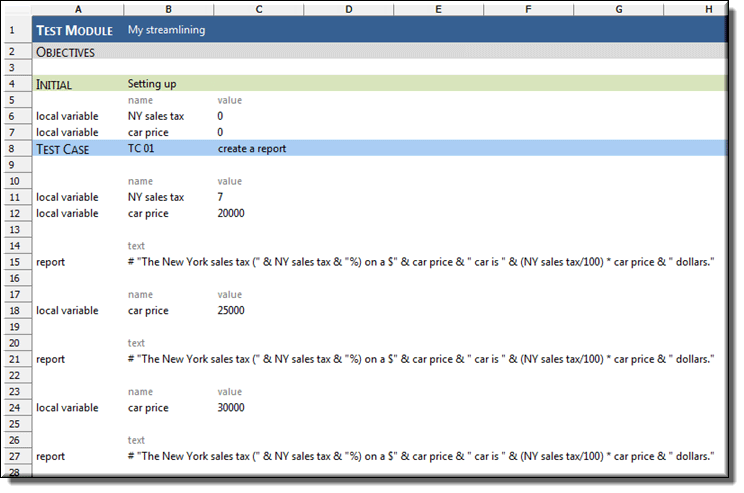 A B C D E F G H
1 TEST MODULE My streamlining
2 OBJECTIVES
3
4 INITIAL Setting up
5 name value
6 local variable NY sales tax 0
7 local variable car price 0
8 TEST CASE TC 01 create a report
9
10 name value
11 local variable NY sales tax 7
12 local variable car price 20000
13
14 text
15 report # "The New York sales tax (" & NY sales tax & "%) on a $" & car price & " car is " & (NY sales tax/100) * car price & " dollars."
16
17 name value
18 local variable car price 25000
19
20 text
21 report # "The New York sales tax (" & NY sales tax & "%) on a $" & car price & " car is " & (NY sales tax/100) * car price & " dollars."
22
23 name value
24 local variable car price 30000
25
26 text
27 report # "The New York sales tax (" & NY sales tax & "%) on a $" & car price & " car is " & (NY sales tax/100) * car price & " dollars."
28